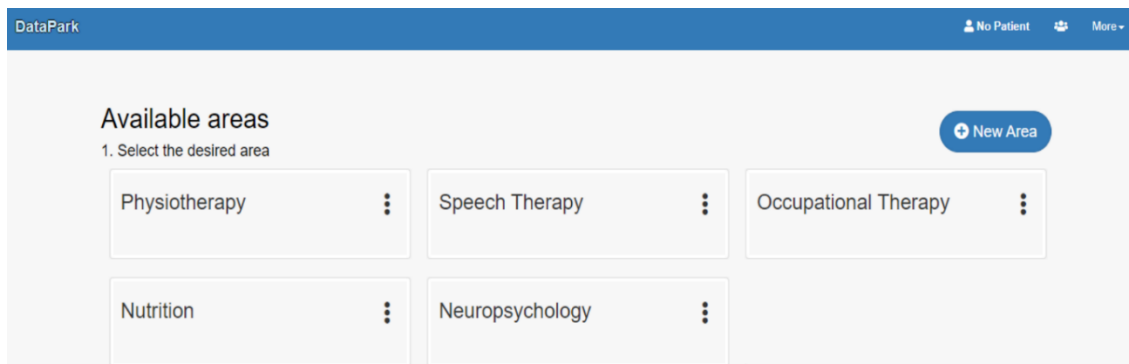 DataPark No Patient More
Available areas
New Area
1. Select the desired area
Physiotherapy Speech Therapy Occupational Therapy
Nutrition Neuropsychology